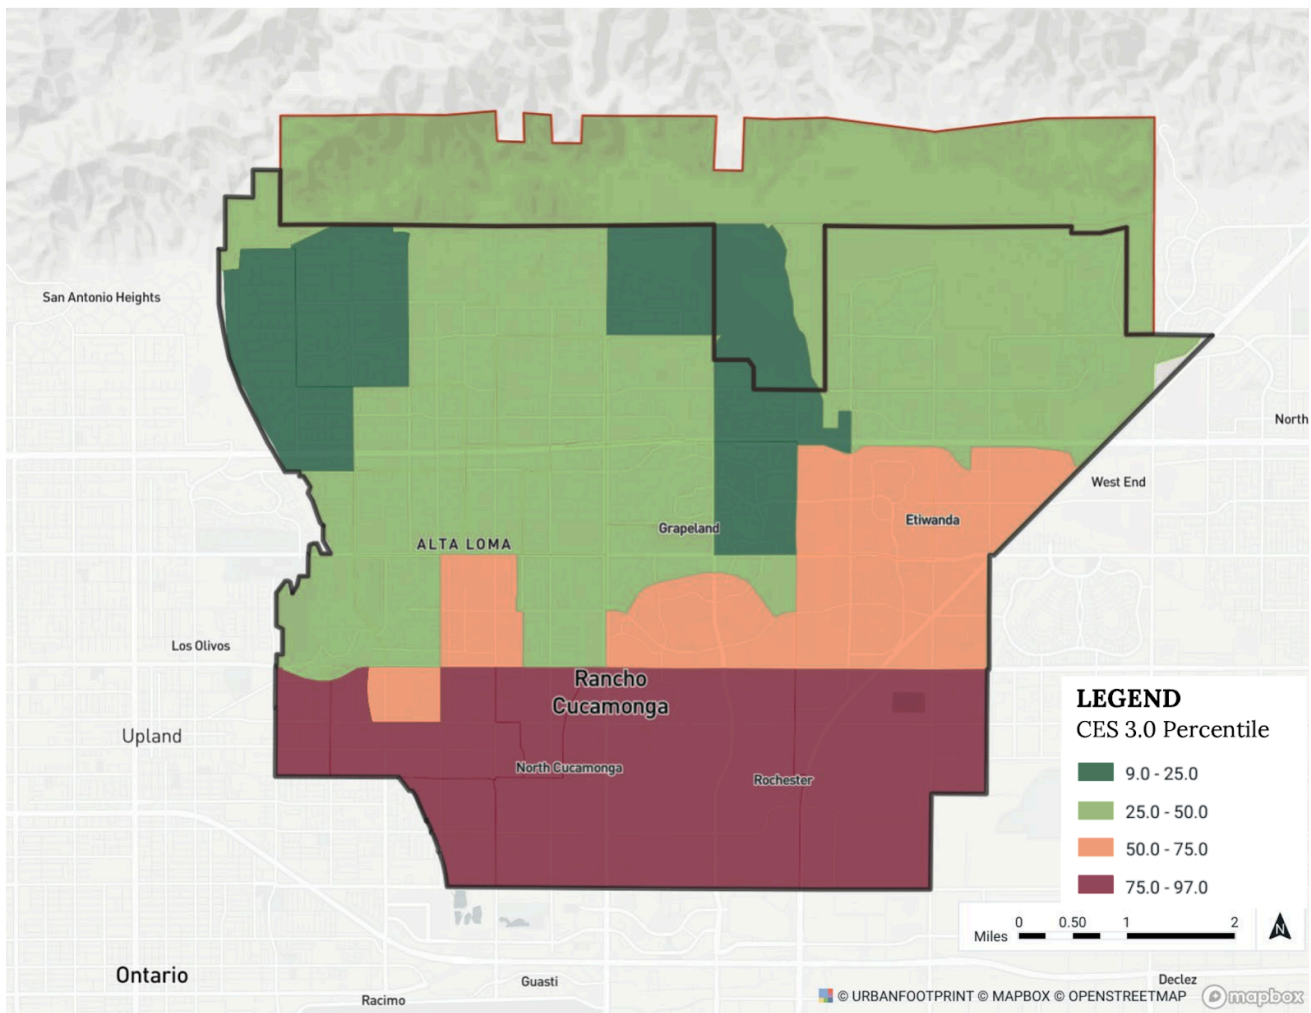 San Antonio Heights
North
West End
Etiwanda
Grapeland
ALTA LOMA
Los Olivos
Rancho
Cucamonga
Upland
North Cucamonga
Rochester
LEGEND
CES 3.0 Percentile
9.0 - 25.0
25.0 - 50.0
50.0 - 75.0
75.0 - 97.0
0 0.50 1 2
Miles
N
Ontario
Guasti
Declez
Racimo
© URBANFOOTPRINT © MAPBOX © OPENSTREETMAP
mapbox